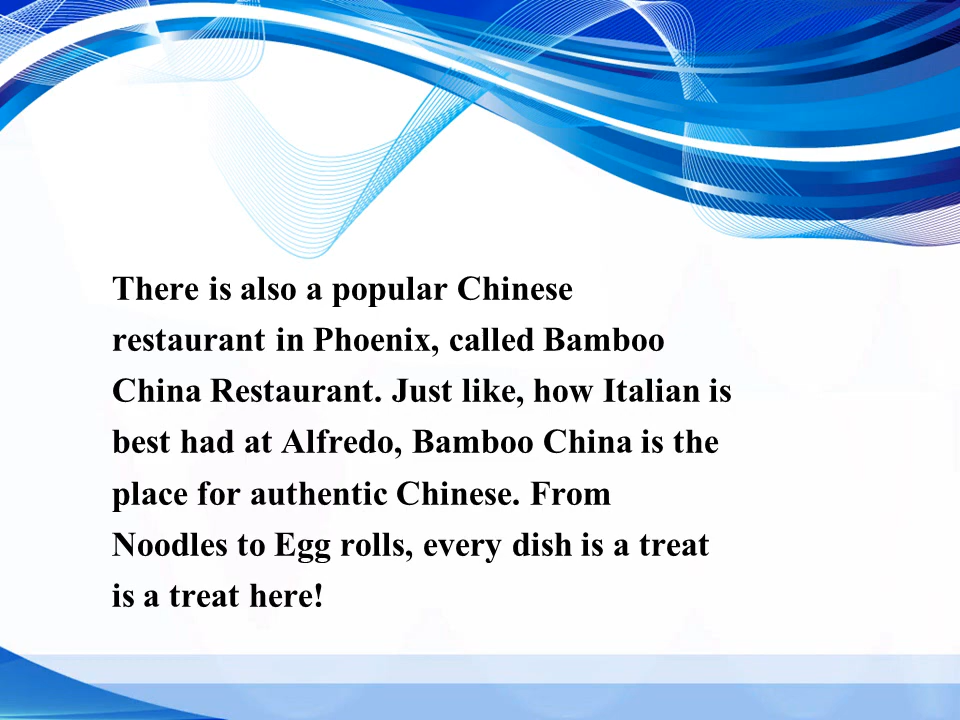 There is also a popular Chinese
restaurant in Phoenix, called Bamboo
China Restaurant. Just like, how Italian is
best had at Alfredo, Bamboo China is the
place for authentic Chinese. From
Noodles to Egg rolls, every dish is a treat
is a treat here!